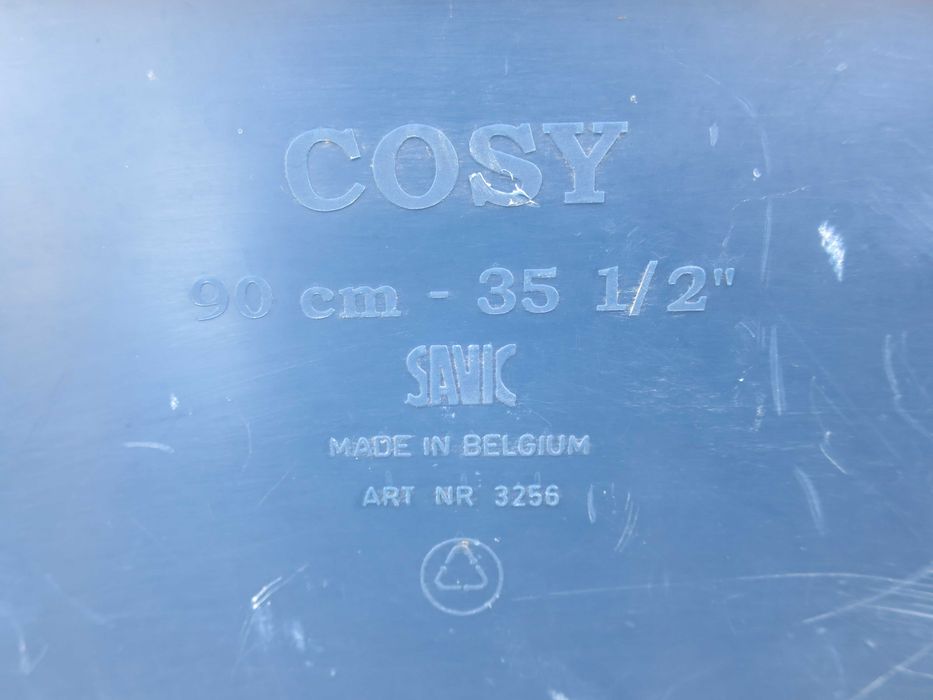 COSY
90 cm - 35 1/2"
SAVIC
MADE IN BELGIUM
ART NR 3256